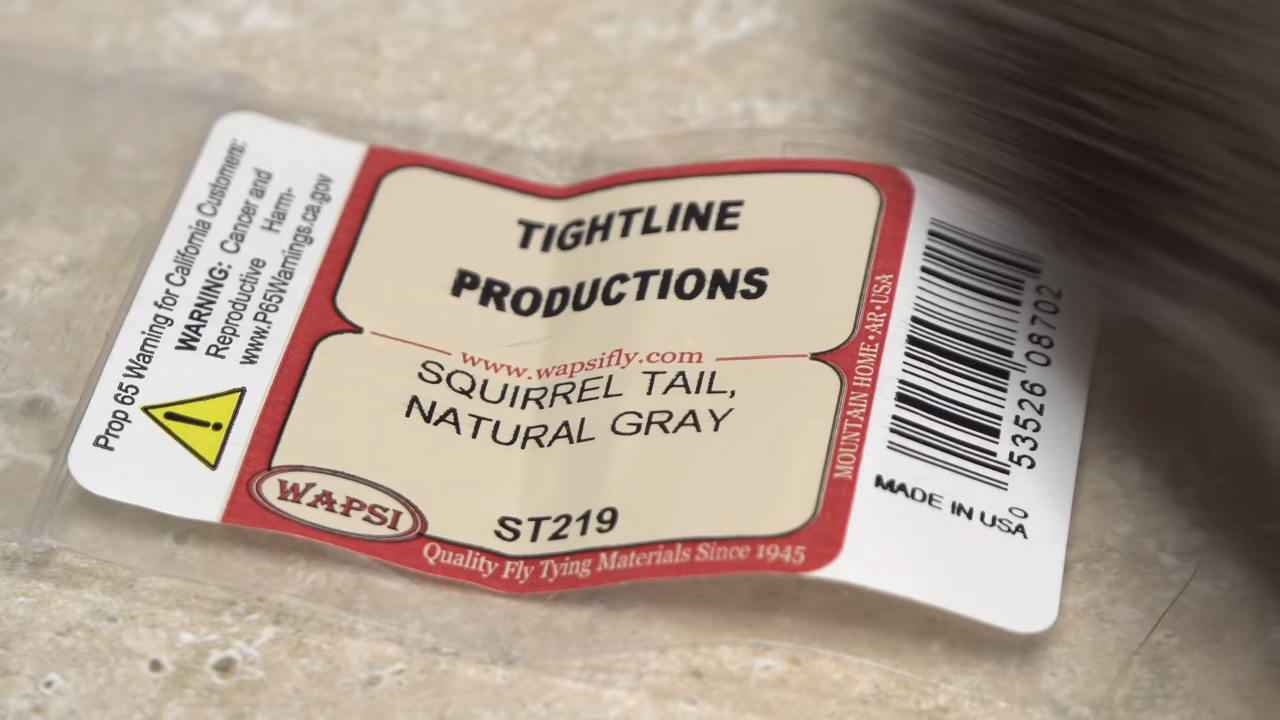 Prop 65 Warning for California Customers:
WARNING: Cancer and
Reproductive Harm-
www.P65Warnings.ca.gov
TIGHTLINE
PRODUCTIONS
www.wapsifly.com
SQUIRREL TAIL,
NATURAL GRAY
WAPSI
ST219
Quality Fly Tying Materials Since 1945
MOUNTAIN HOME • AR • USA
0 53526 08702
MADE IN USA